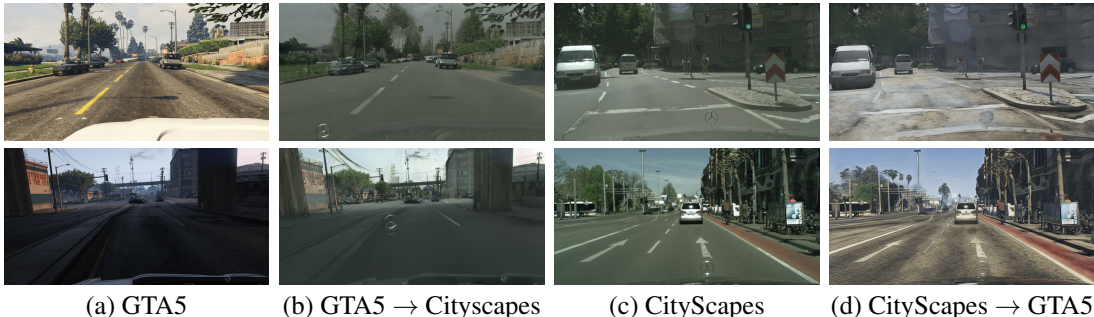 (a) GTA5
(b) GTA5 → Cityscapes
(c) CityScapes
(d) CityScapes → GTA5